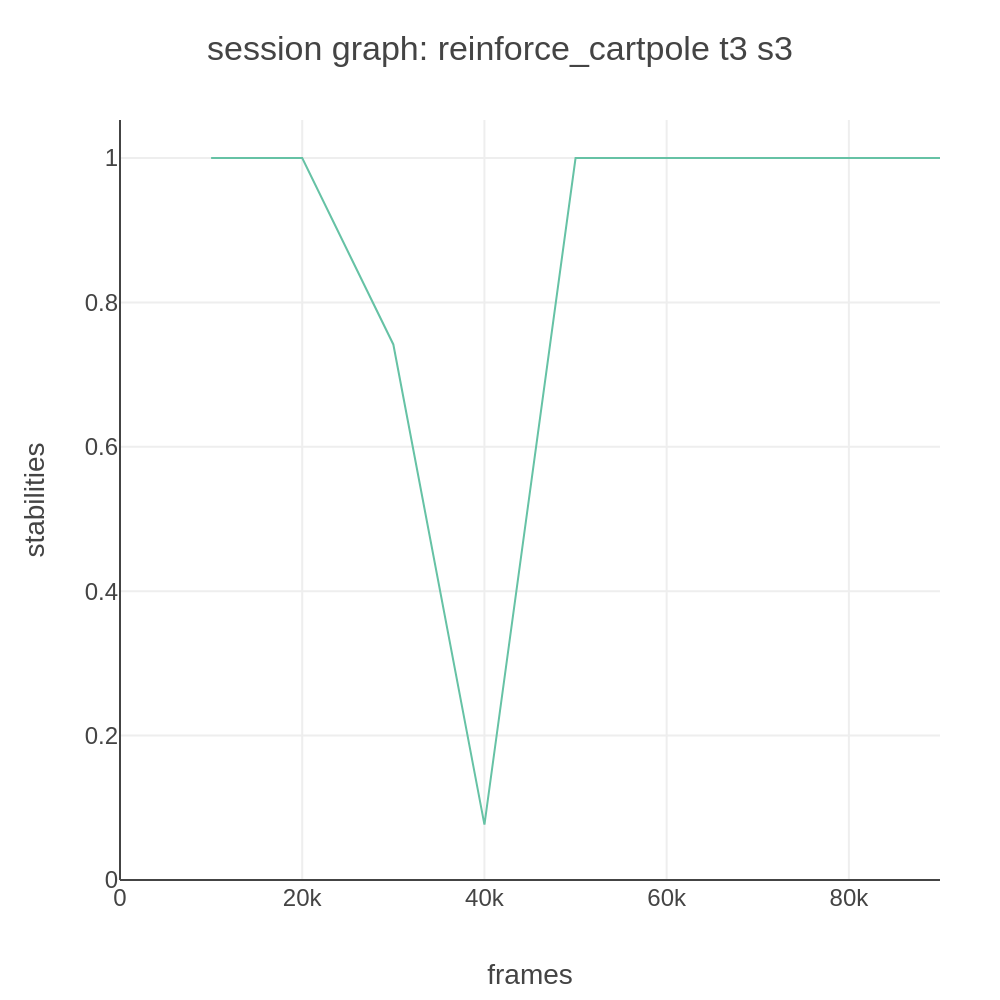 session graph: reinforce_cartpole t3 s3
1
0.8
0.6
0.4
0.2
0
stabilities
0 20k 40k 60k 80k
frames